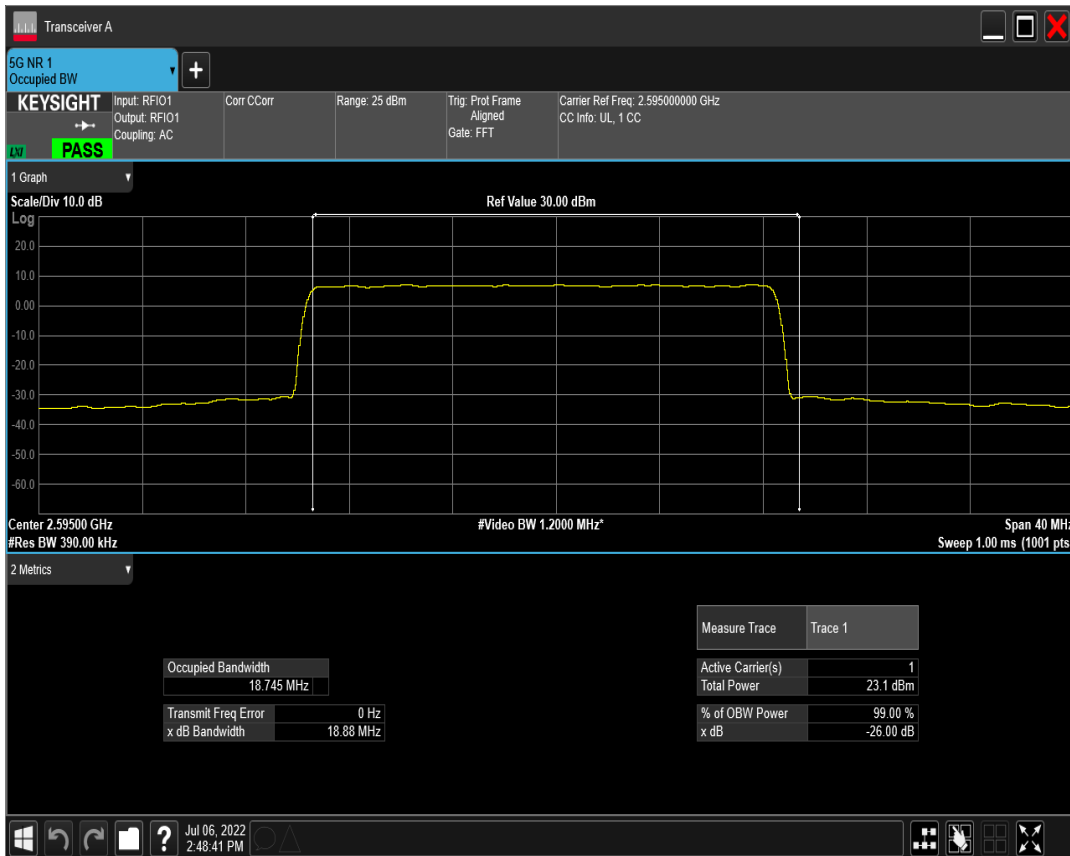 Transceiver A
5G NR 1
Occupied BW
KEYSIGHT
LXI
PASS
Input: RFIO1
Output: RFIO1
Coupling: AC
Corr CCorr
Range: 25 dBm
Trig: Prot Frame
Aligned
Gate: FFT
Carrier Ref Freq: 2.595000000 GHz
CC Info: UL, 1 CC
1 Graph
Scale/Div 10.0 dB
Ref Value 30.00 dBm
Log
20.0
10.0
0.00
-10.0
-20.0
-30.0
-40.0
-50.0
-60.0
Center 2.59500 GHz
#Video BW 1.2000 MHz*
Span 40 MHz
#Res BW 390.00 kHz
Sweep 1.00 ms (1001 pts
2 Metrics
Measure Trace Trace 1
Occupied Bandwidth
18.745 MHz
Active Carrier(s) 1
Total Power 23.1 dBm
Transmit Freq Error 0 Hz
x dB Bandwidth 18.88 MHz
% of OBW Power 99.00 %
x dB -26.00 dB
?
Jul 06, 2022
2:48:41 PM